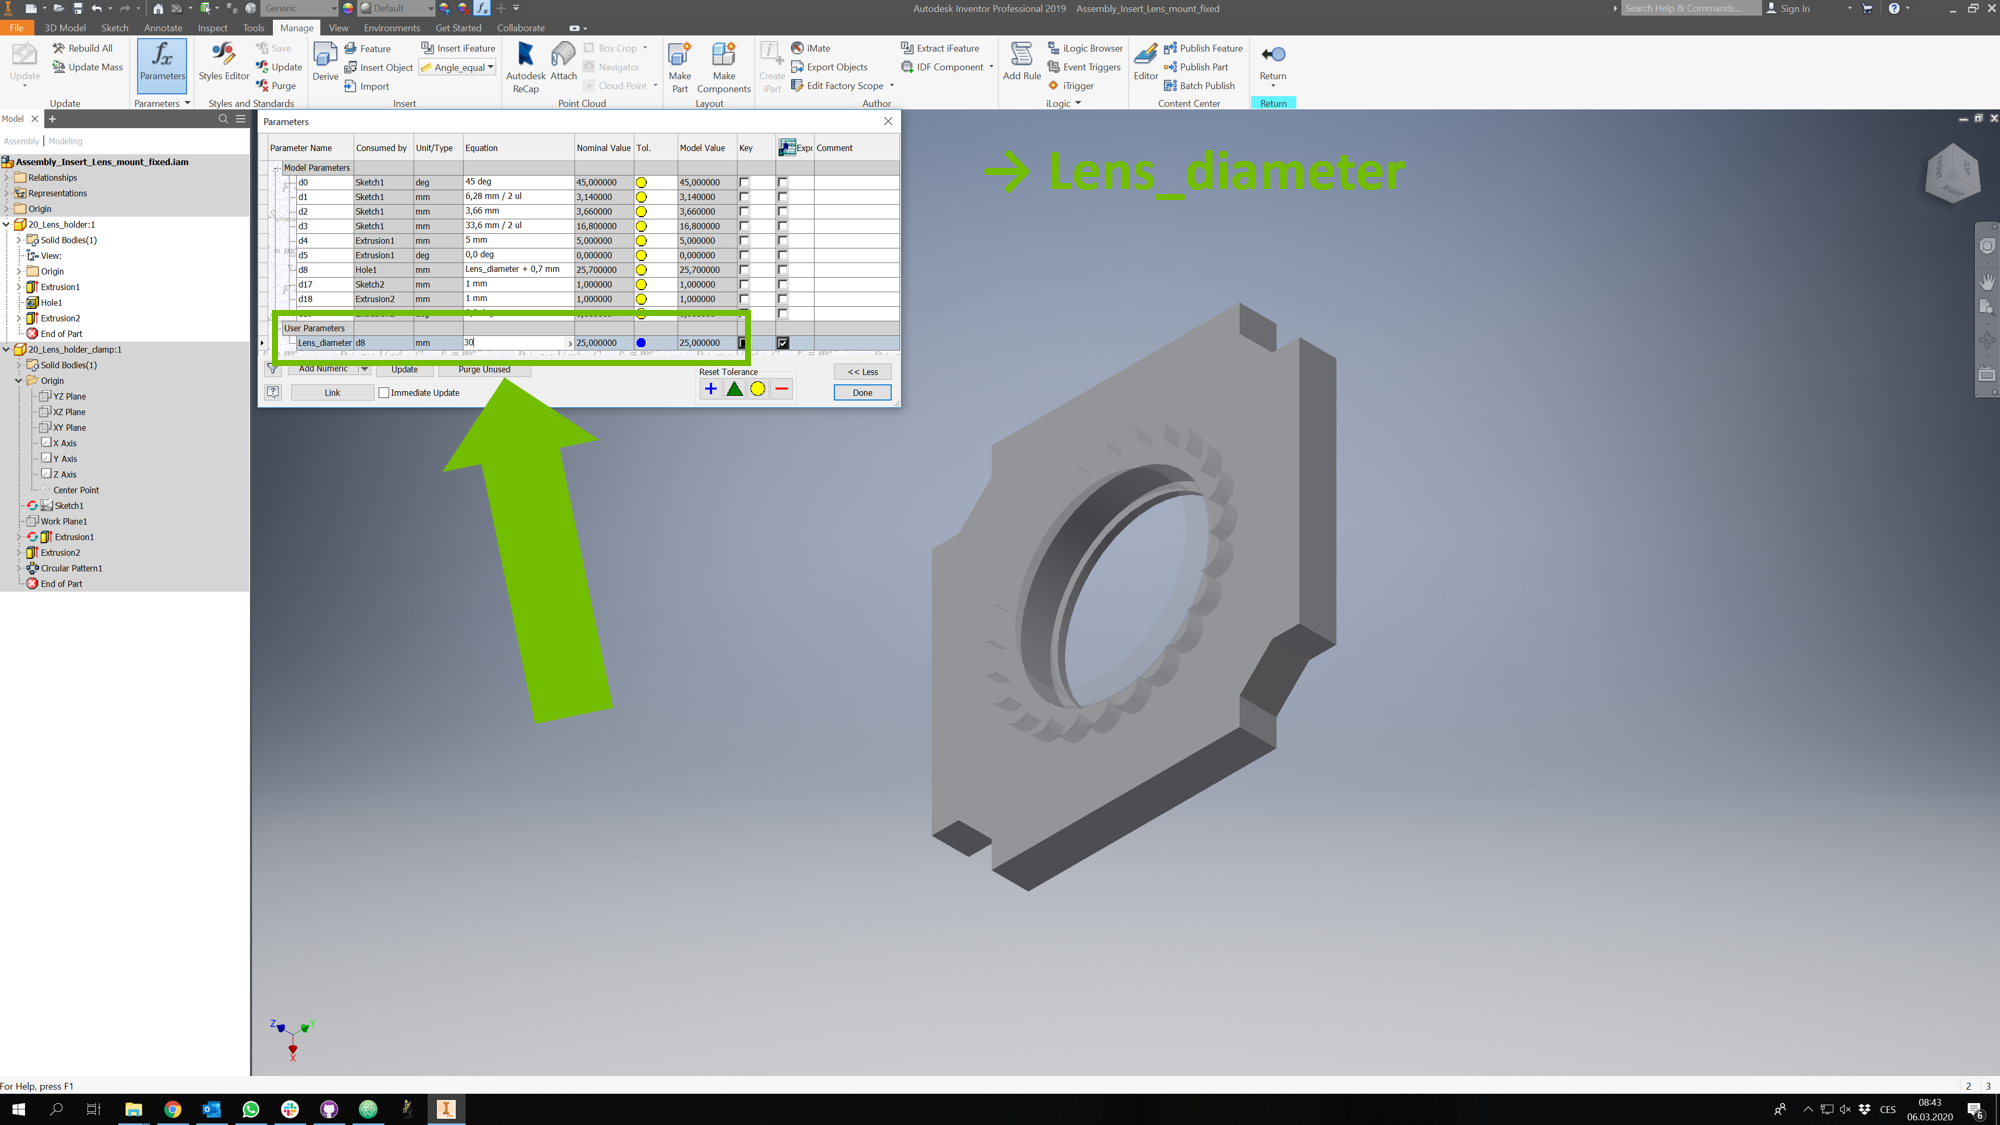 Generic
Default
Autodesk Inventor Professional 2019 Assembly_Insert_Lens_mount_fixed
Search Help & Commands...
Sign In
File 3D Model Sketch Annotate Inspect Tools Manage View Environments Get Started Collaborate
Update
Rebuild All
Update Mass
Update
Parameters
Parameters
Styles Editor
Save
Update
Purge
Styles and Standards
Derive
Feature
Insert Object
Import
Insert iFeature
Angle_equal
Insert
Autodesk ReCap
Attach
Box Crop
Navigator
Cloud Point
Point Cloud
Make Part
Make Components
Layout
Create iPart
iMate
Export Objects
Edit Factory Scope
Extract iFeature
IDF Component
Author
Add Rule
iLogic Browser
Event Triggers
iTrigger
iLogic
Editor
Publish Feature
Publish Part
Batch Publish
Content Center
Return
Return
Model
Assembly Modeling
Assembly_Insert_Lens_mount_fixed.iam
Relationships
Representations
Origin
20_Lens_holder:1
Solid Bodies(1)
View:
Origin
Extrusion1
Hole1
Extrusion2
End of Part
20_Lens_holder_clamp:1
Solid Bodies(1)
Origin
YZ Plane
XZ Plane
XY Plane
X Axis
Y Axis
Z Axis
Center Point
Sketch1
Work Plane1
Extrusion1
Extrusion2
Circular Pattern1
End of Part
Parameters
Parameter Name Consumed by Unit/Type Equation Nominal Value Tol. Model Value Key Expo Comment
Model Parameters
d0 Sketch1 deg 45 deg 45,000000 45,000000
d1 Sketch1 mm 6,28 mm / 2 ul 3,140000 3,140000
d2 Sketch1 mm 3,66 mm 3,660000 3,660000
d3 Sketch1 mm 33,6 mm / 2 ul 16,800000 16,800000
d4 Extrusion1 mm 5 mm 5,000000 5,000000
d5 Extrusion1 deg 0,0 deg 0,000000 0,000000
d8 Hole1 mm Lens_diameter + 0,7 mm 25,700000 25,700000
d17 Sketch2 mm 1 mm 1,000000 1,000000
d18 Extrusion2 mm 1 mm 1,000000 1,000000
User Parameters
Lens_diameter d8 mm 30 25,000000 25,000000
Add Numeric Update Purge Unused
Reset Tolerance
<< Less
Link
Immediate Update
Done
→ Lens_diameter
RIGHT
Z Y
X
For Help, press F1
2 3
CES
08:43
06.03.2020
6